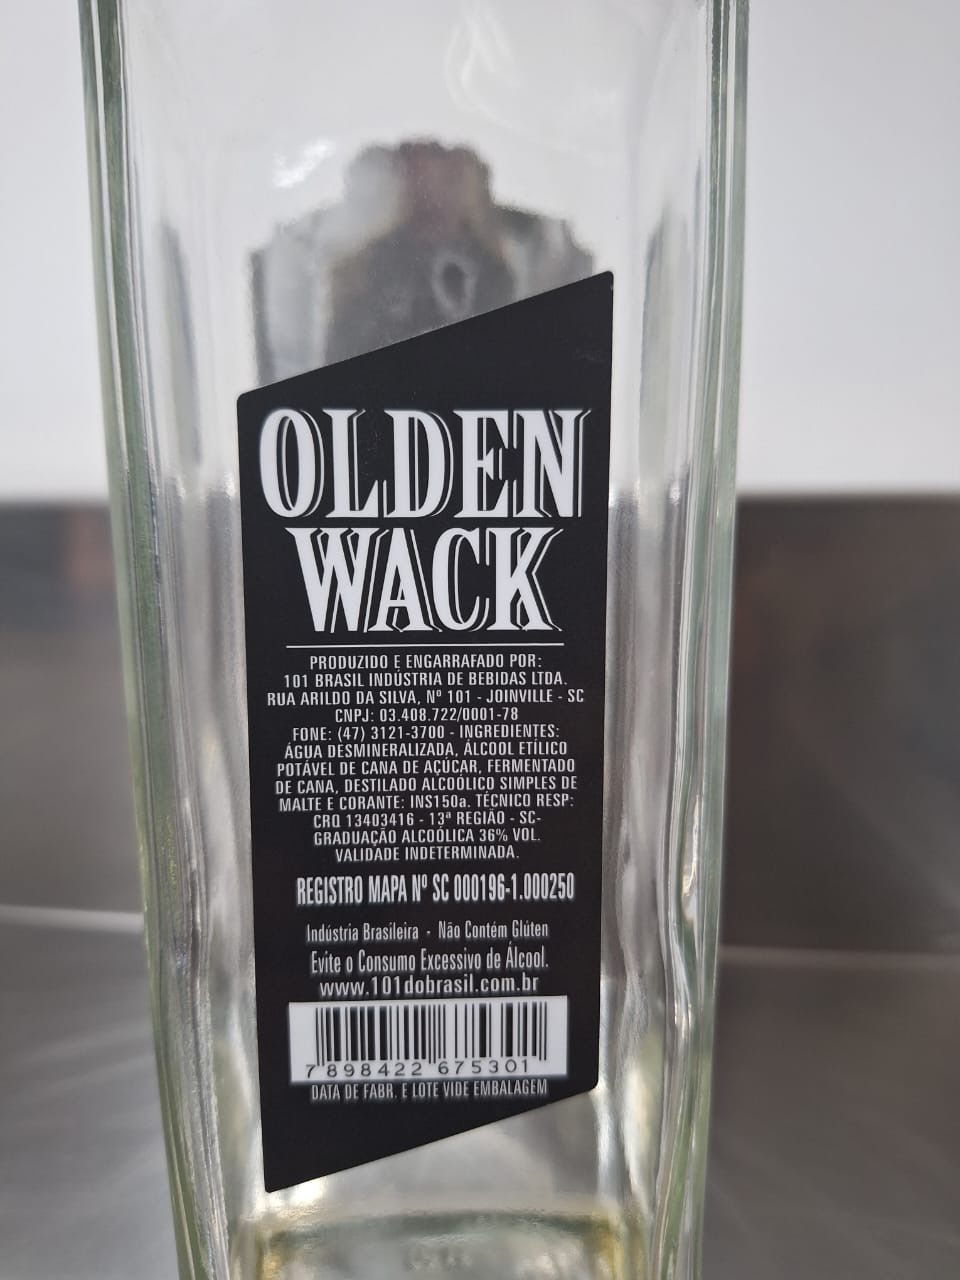 OLDEN
WACK
PRODUZIDO E ENGARRAFADO POR:
101 BRASIL INDÚSTRIA DE BEBIDAS LTDA.
RUA ARILDO DA SILVA, Nº 101 - JOINVILLE - SC
CNPJ: 03.408.722/0001-78
FONE: (47) 3121-3700 - INGREDIENTES:
ÁGUA DESMINERALIZADA, ÁLCOOL ETÍLICO
POTÁVEL DE CANA DE AÇÚCAR, FERMENTADO
DE CANA, DESTILADO ALCOÓLICO SIMPLES DE
MALTE E CORANTE: INS150a. TÉCNICO RESP:
CRQ 13403416 - 13ª REGIÃO - SC-
GRADUAÇÃO ALCOÓLICA 36% VOL.
VALIDADE INDETERMINADA.
REGISTRO MAPA Nº SC 000196-1.000250
Indústria Brasileira - Não Contém Glúten
Evite o Consumo Excessivo de Álcool.
www.101dobrasil.com.br
7 898422 675301
DATA DE FABR. E LOTE VIDE EMBALAGEM